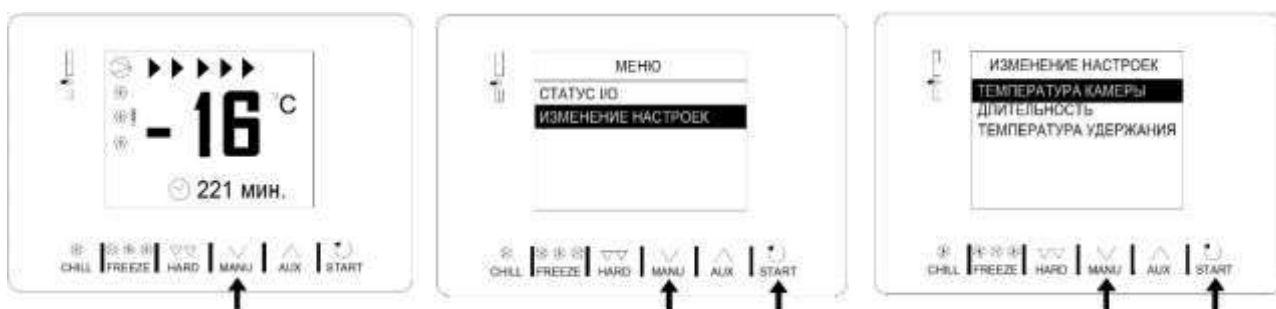 -16 °C
221 мин.
CHILL FREEZE HARD MANU AUX START
МЕНЮ
СТАТУС I/O
ИЗМЕНЕНИЕ НАСТРОЕК
CHILL FREEZE HARD MANU AUX START
ИЗМЕНЕНИЕ НАСТРОЕК
ТЕМПЕРАТУРА КАМЕРЫ
ДЛИТЕЛЬНОСТЬ
ТЕМПЕРАТУРА УДЕРЖАНИЯ
CHILL FREEZE HARD MANU AUX START